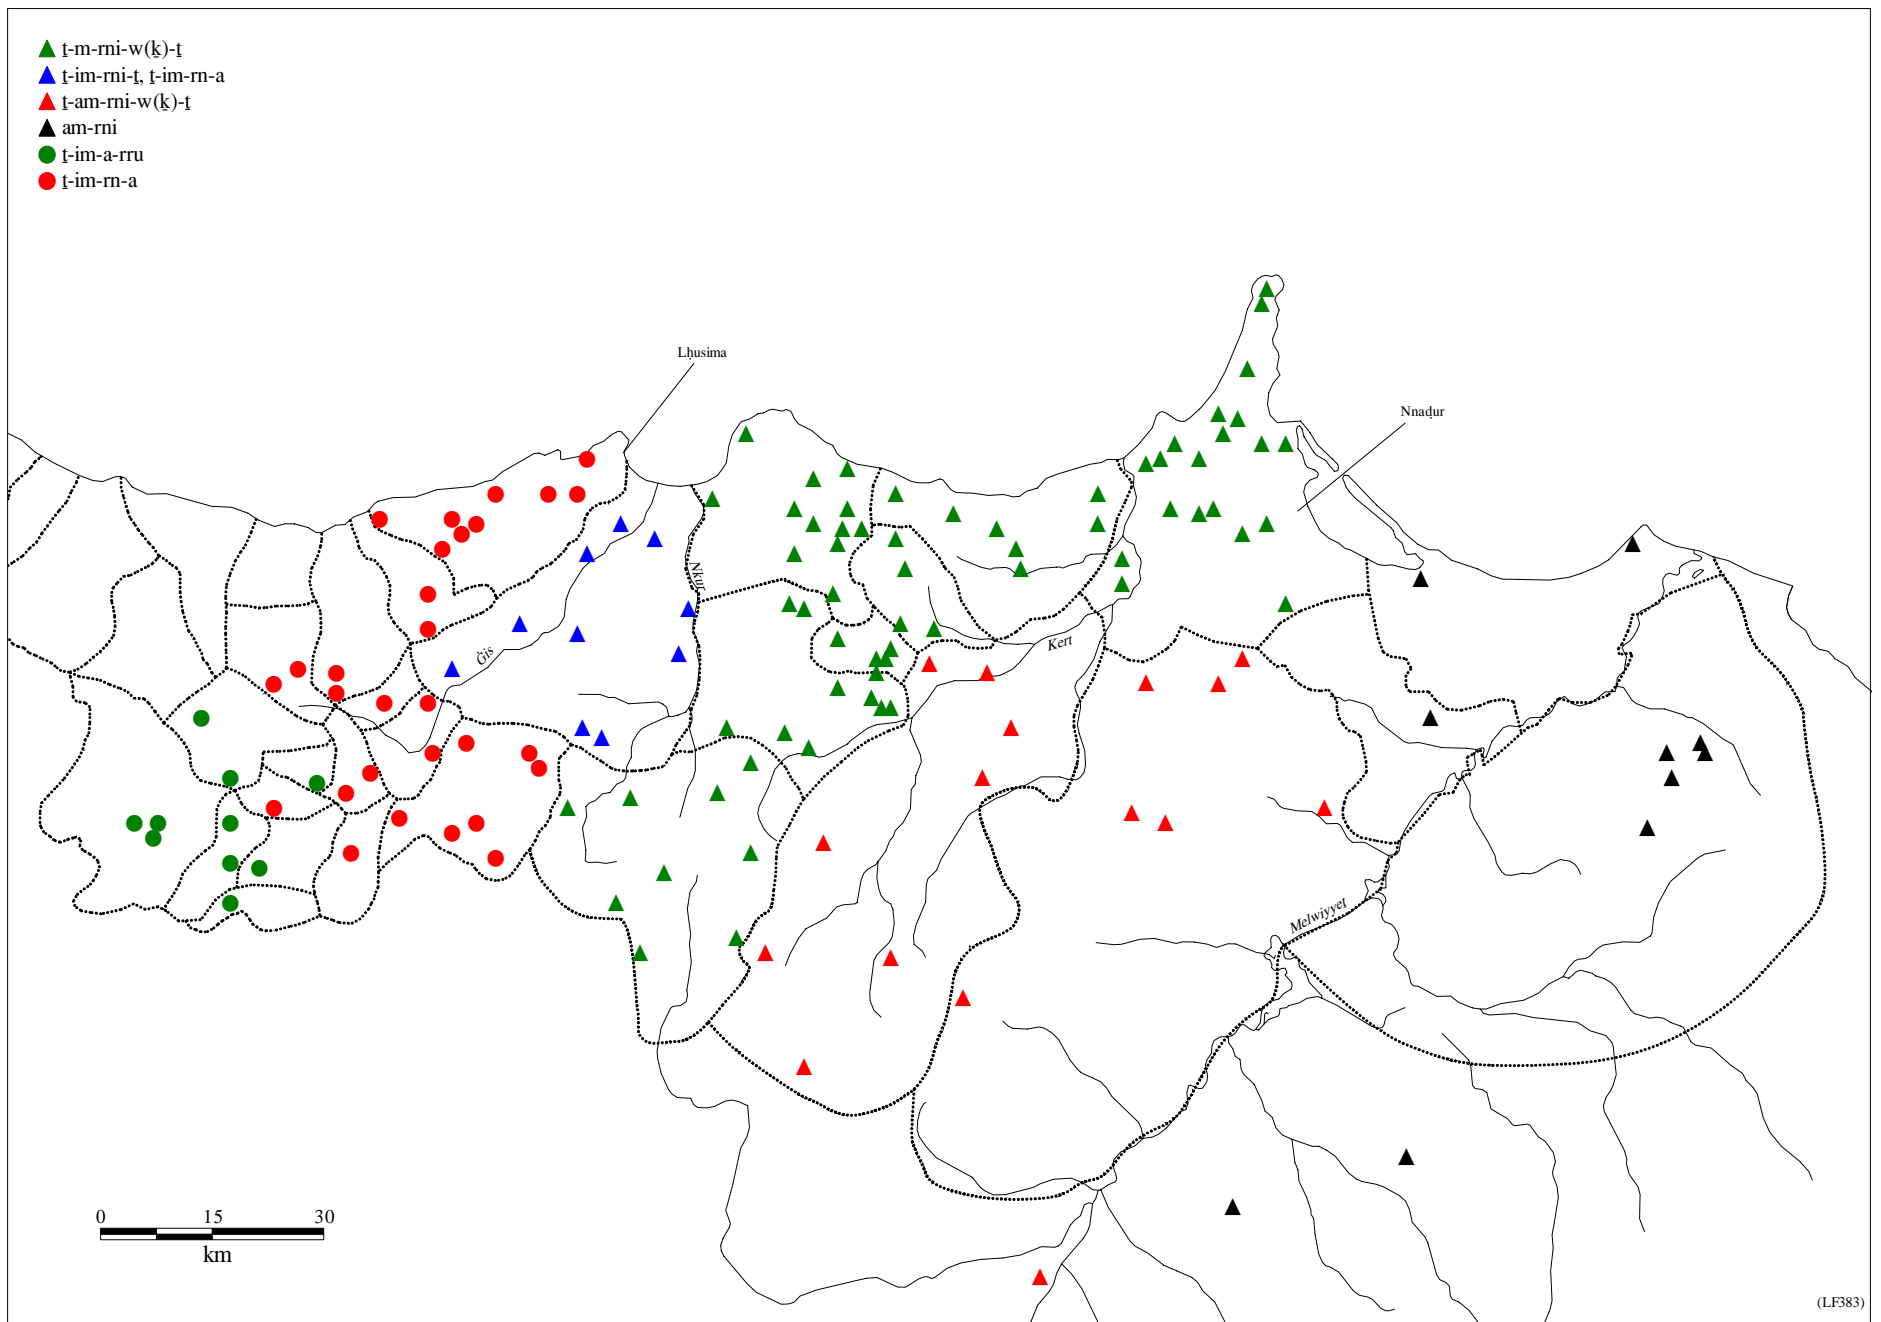 ṯ-m-rni-w(ḵ)-ṯ
ṯ-im-rni-ṯ, ṯ-im-rn-a
ṯ-am-rni-w(ḵ)-ṯ
am-rni
ṯ-im-a-rru
ṯ-im-rn-a
Lḥusima
Nnaḍur
Nkur
Kert
Ğis
Melwiyyet
0 15 30
km
(LF383)